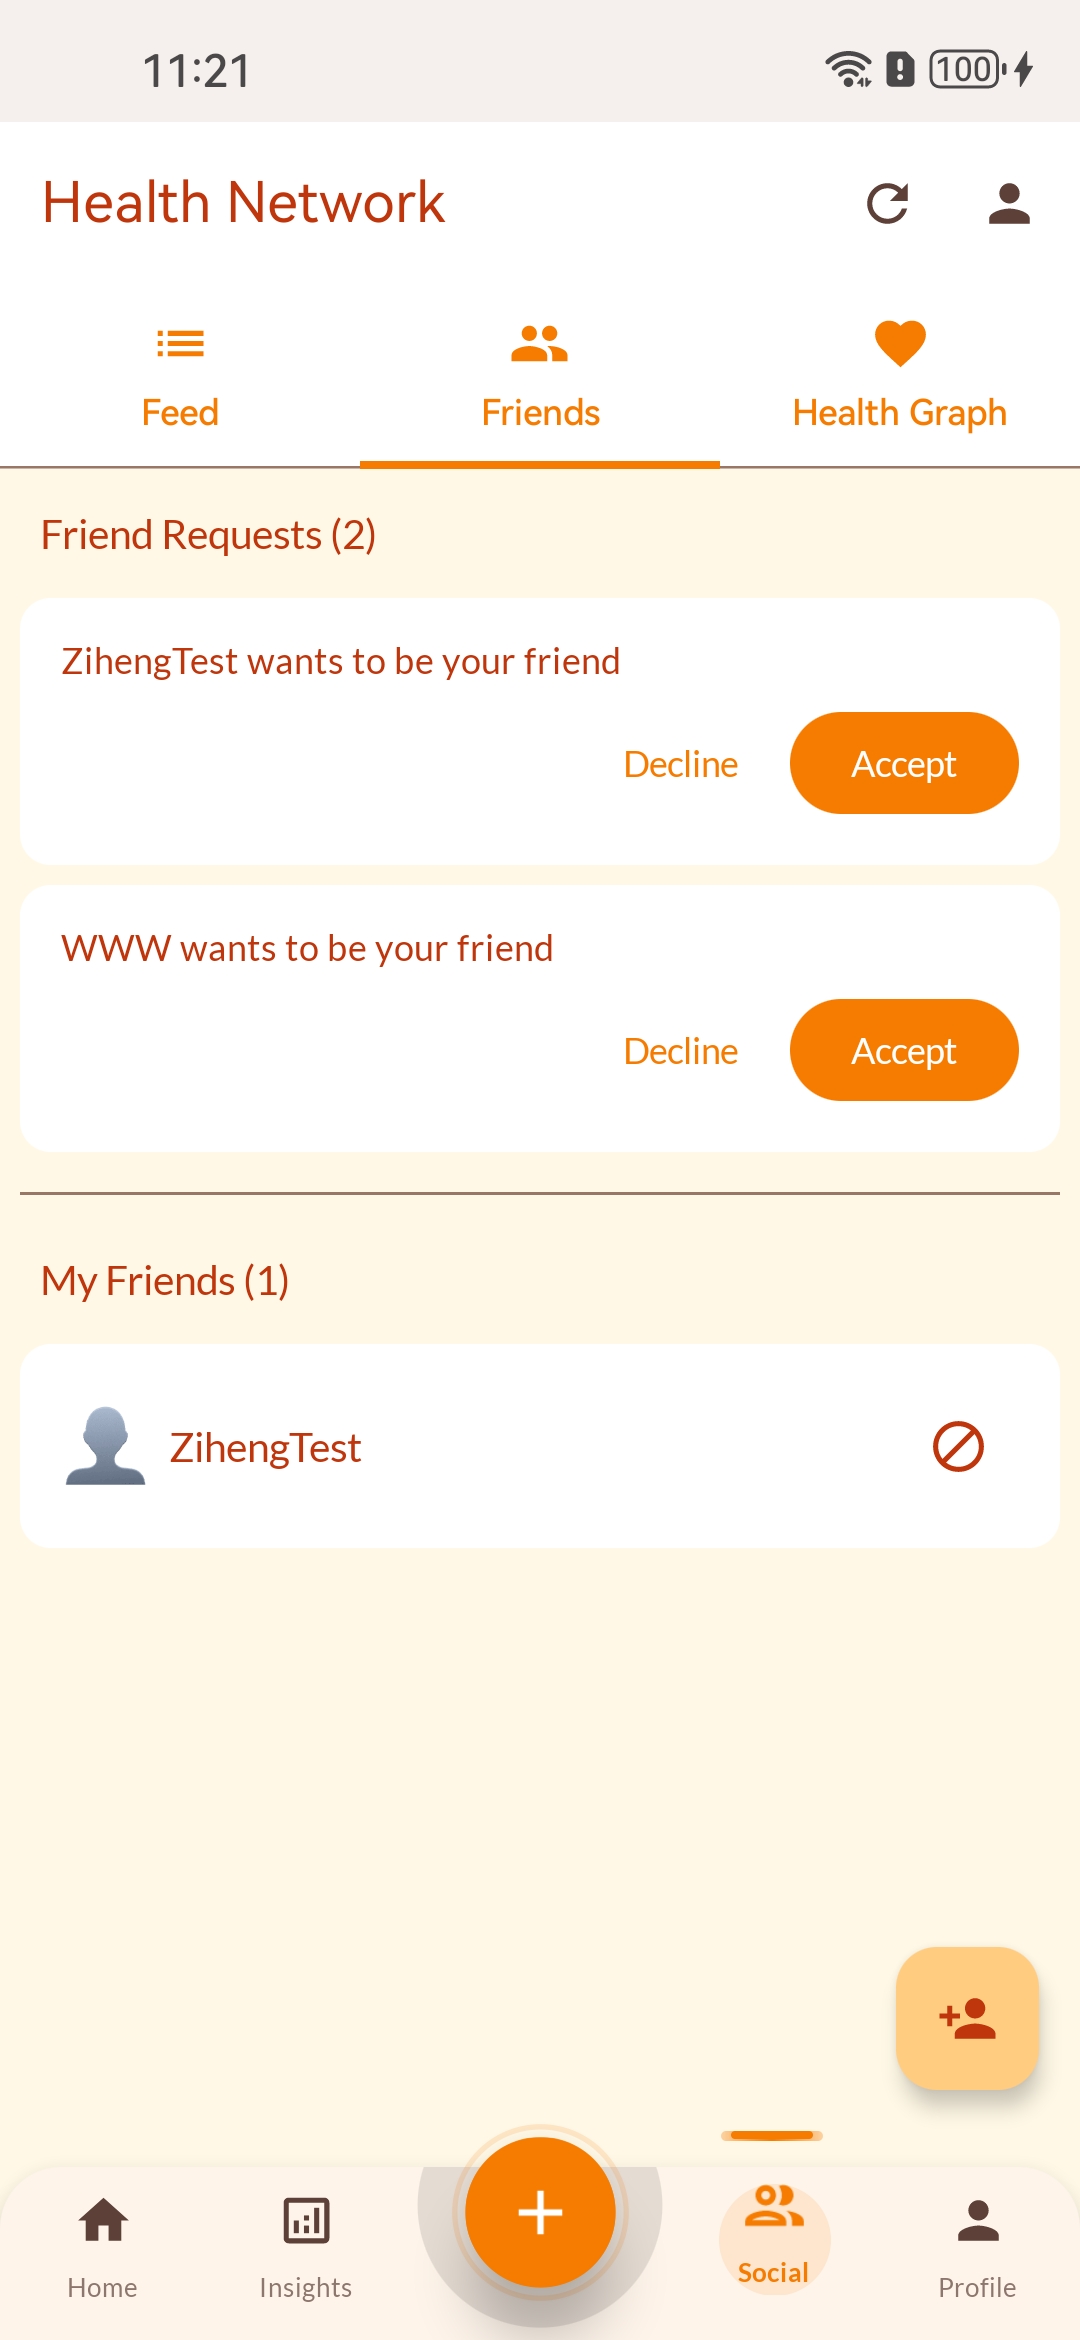 11:21
100
Health Network
Feed
Friends
Health Graph
Friend Requests (2)
ZihengTest wants to be your friend
Decline
Accept
WWW wants to be your friend
Decline
Accept
My Friends (1)
ZihengTest
Home
Insights
Social
Profile